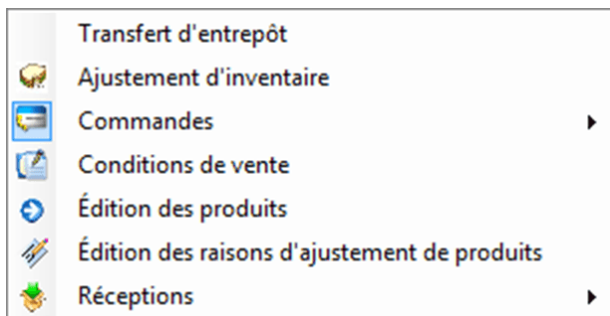 Transfert d'entrepôt
Ajustement d'inventaire
Commandes
Conditions de vente
Édition des produits
Édition des raisons d'ajustement de produits
Réceptions